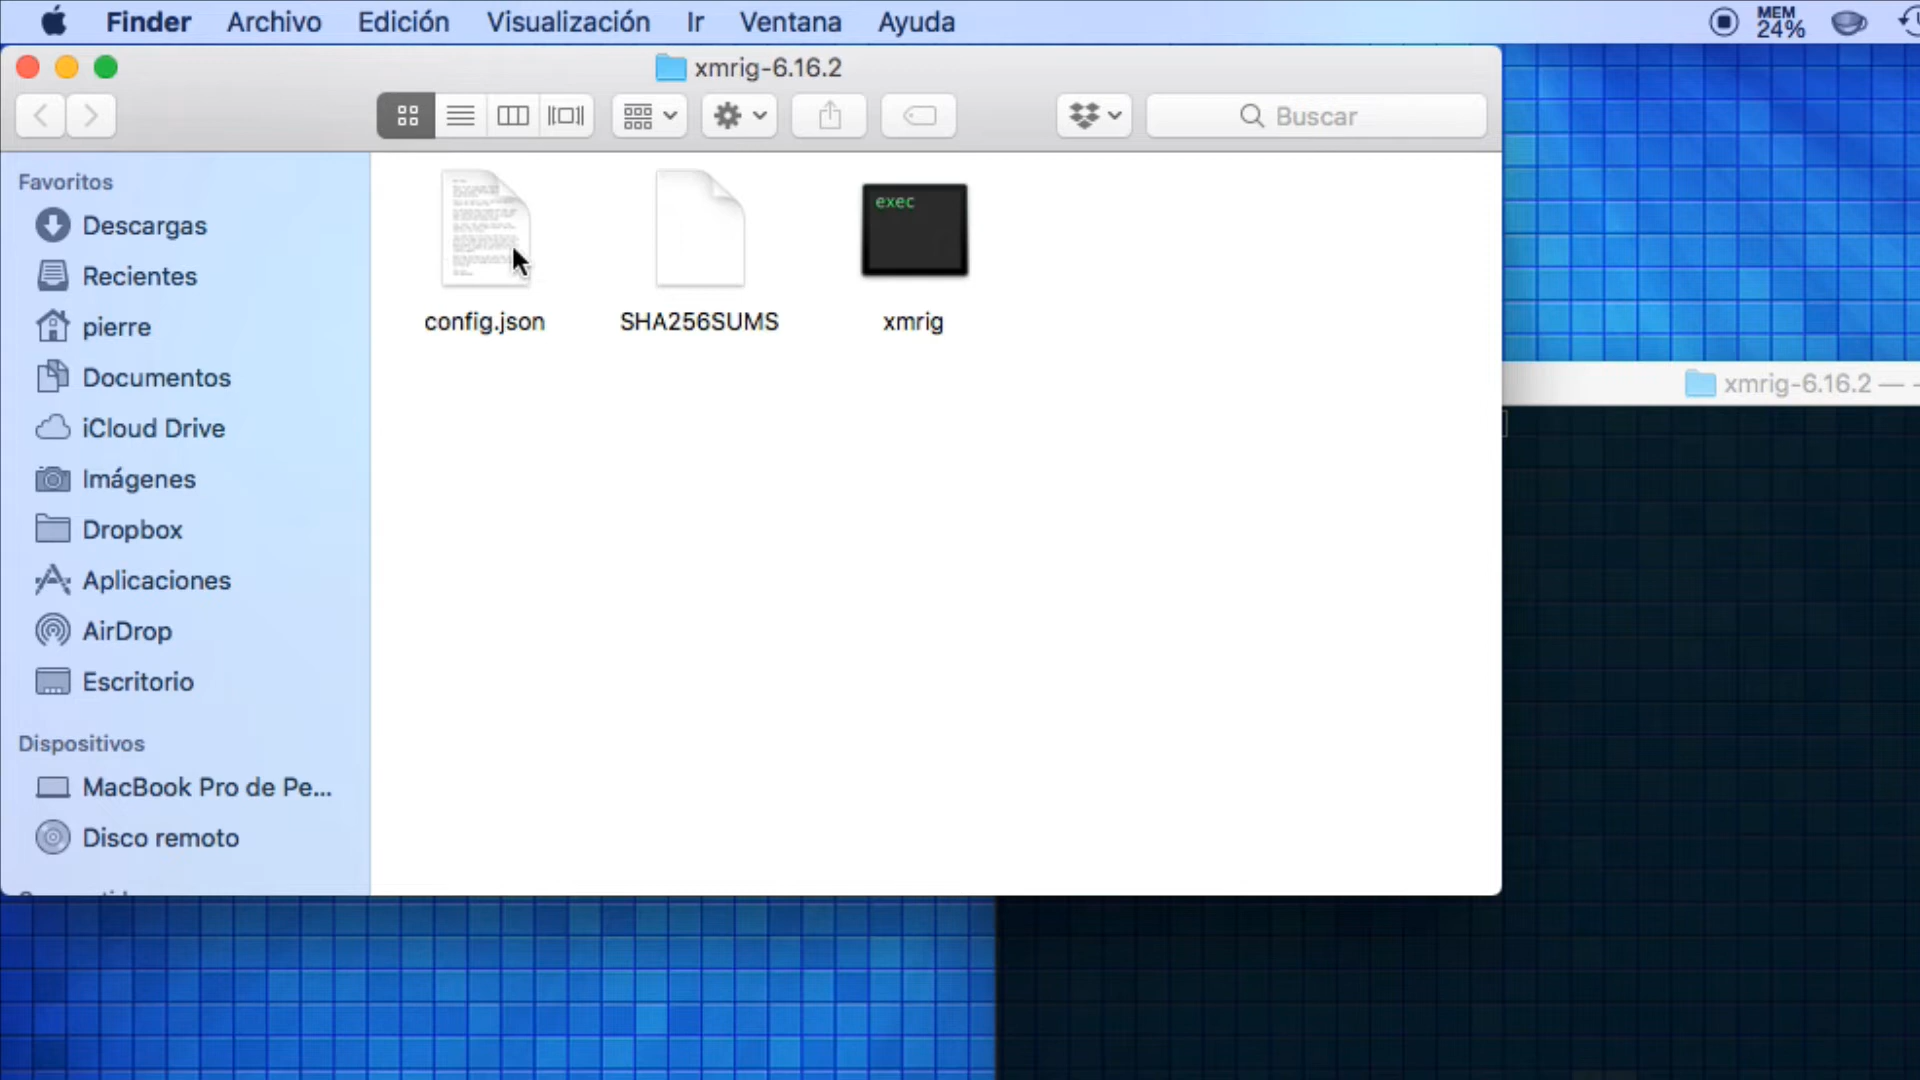 Finder Archivo Edición Visualización Ir Ventana Ayuda MEM 24%
xmrig-6.16.2
Buscar
Favoritos
Descargas
Recientes
pierre
Documentos
iCloud Drive
Imágenes
Dropbox
Aplicaciones
AirDrop
Escritorio
Dispositivos
MacBook Pro de Pe...
Disco remoto
exec
config.json SHA256SUMS xmrig
xmrig-6.16.2 —